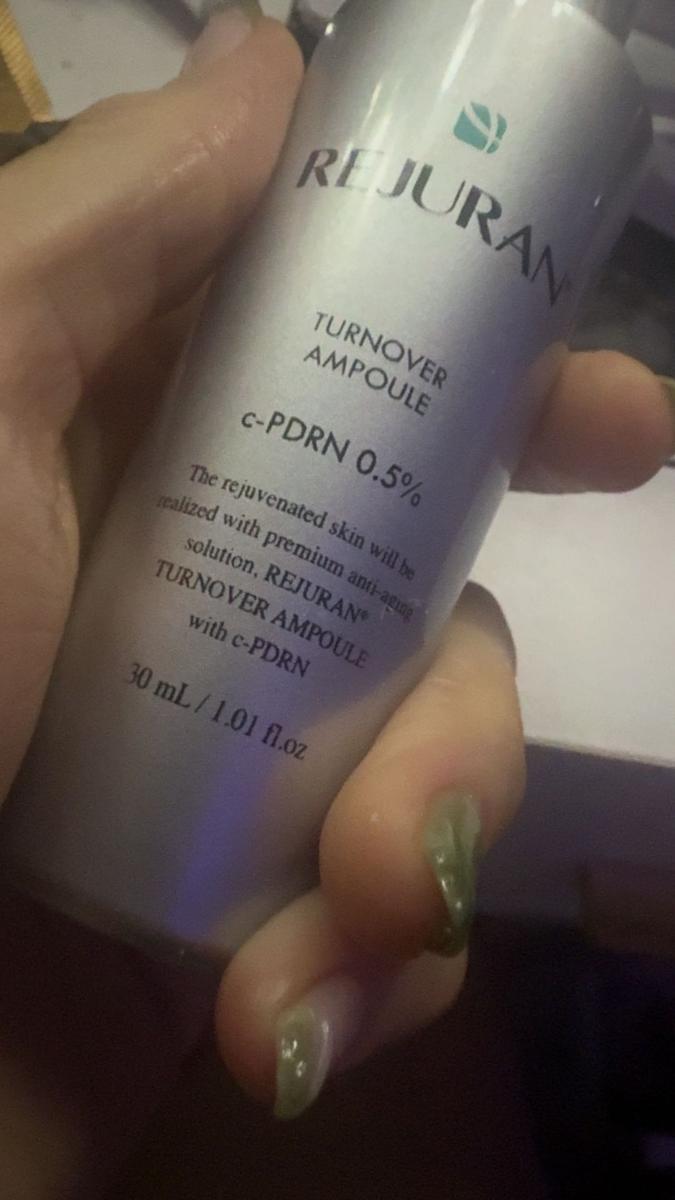 REJURAN®
TURNOVER
AMPOULE
c-PDRN 0.5%
The rejuvenated skin will be
realized with premium anti-aging
solution, REJURAN®
TURNOVER AMPOULE
with c-PDRN
30 mL / 1.01 fl.oz